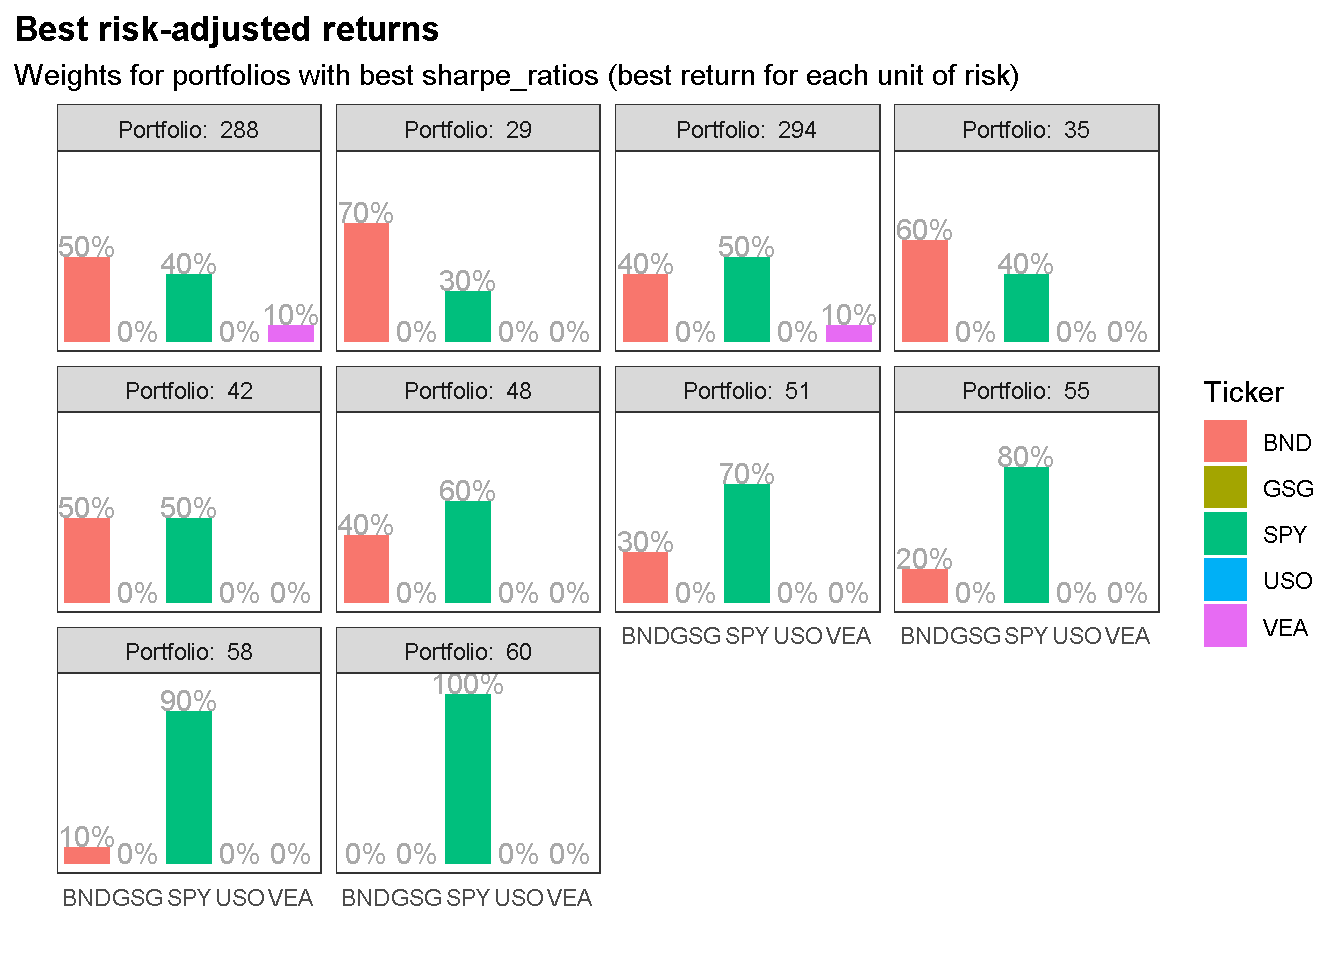 Best risk-adjusted returns
Weights for portfolios with best sharpe_ratios (best return for each unit of risk)
Portfolio: 288
Portfolio: 29
Portfolio: 294
Portfolio: 35
50% 0% 40% 0% 10%
70% 0% 30% 0% 0%
40% 0% 50% 0% 10%
60% 0% 40% 0% 0%
Portfolio: 42
Portfolio: 48
Portfolio: 51
Portfolio: 55
50% 0% 50% 0% 0%
40% 0% 60% 0% 0%
30% 0% 70% 0% 0%
20% 0% 80% 0% 0%
BND GSG SPY USO VEA
BND GSG SPY USO VEA
Portfolio: 58
Portfolio: 60
10% 0% 90% 0% 0%
0% 0% 100% 0% 0%
BND GSG SPY USO VEA
BND GSG SPY USO VEA
Ticker
BND
GSG
SPY
USO
VEA